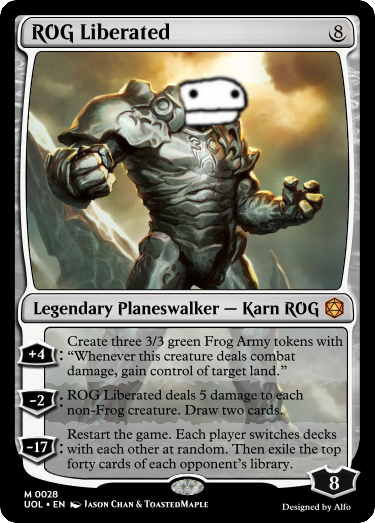 ROG Liberated 8
Legendary Planeswalker — Karn ROG
+4: Create three 3/3 green Frog Army tokens with
“Whenever this creature deals combat
damage, gain control of target land.”
-2: ROG Liberated deals 5 damage to each
non-Frog creature. Draw two cards.
-17: Restart the game. Each player switches decks
with each other at random. Then exile the top
forty cards of each opponent's library.
8
M 0028
UOL • EN Jason Chan & ToastedMaple
Designed by Alfo